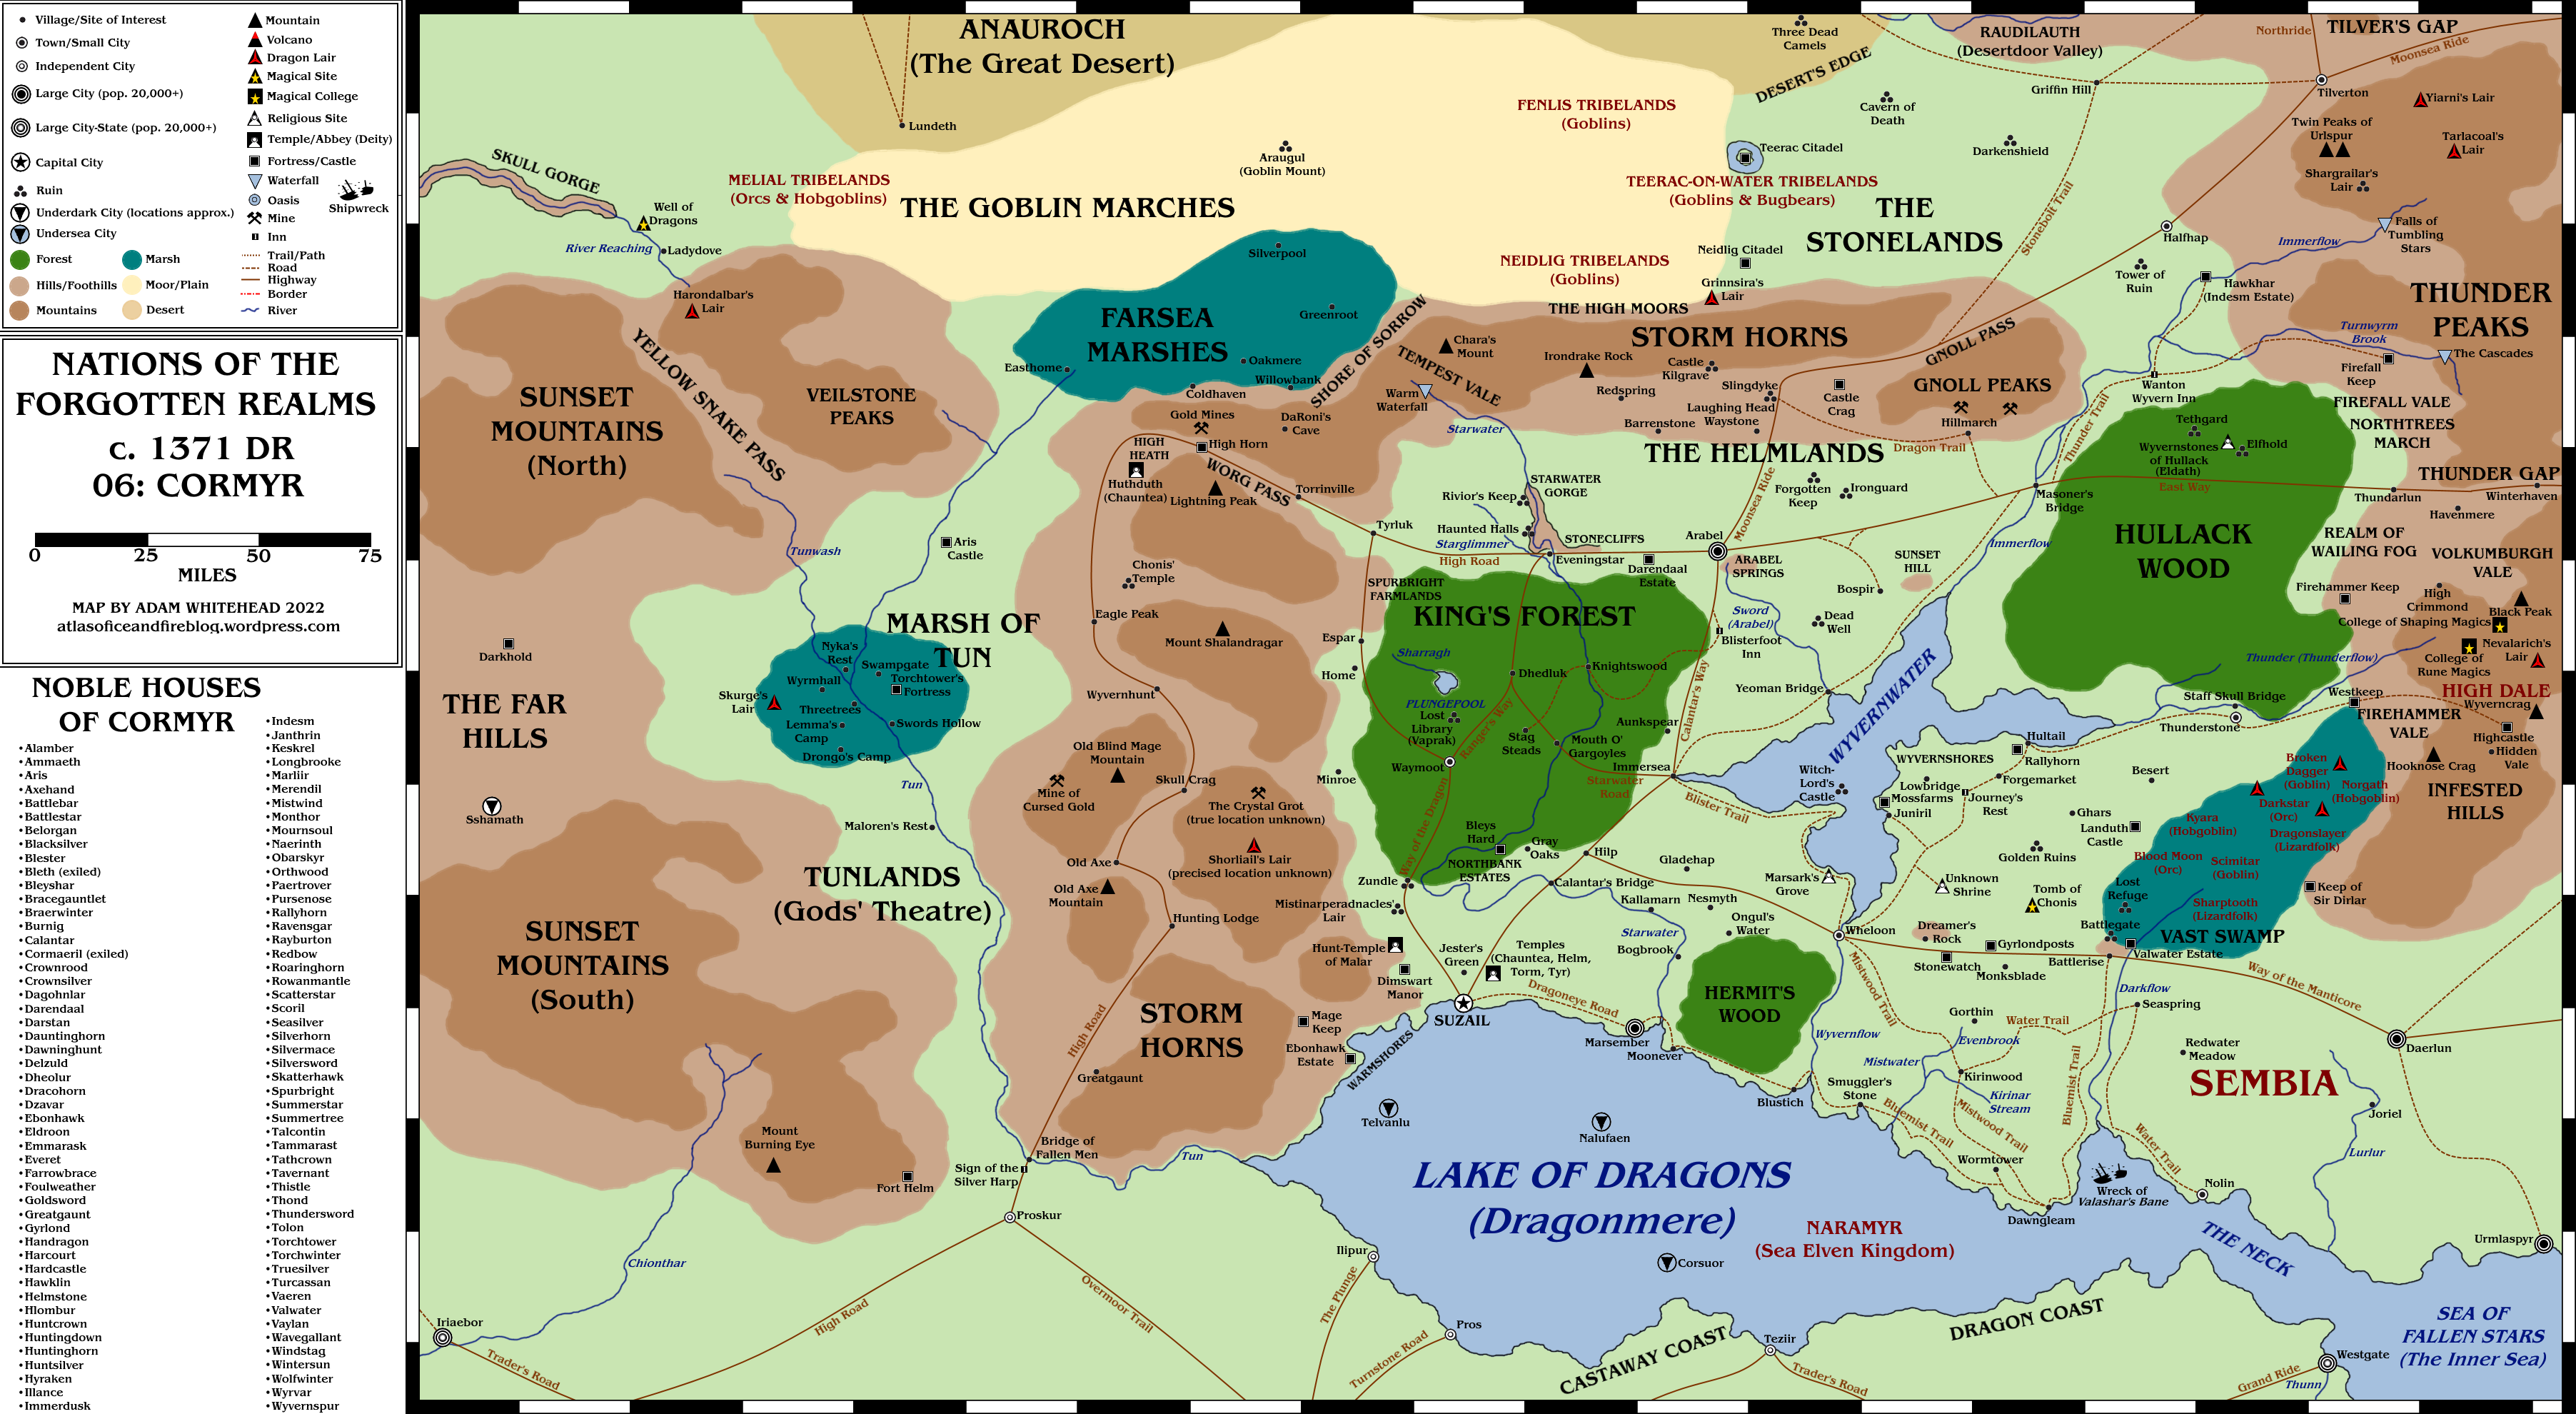 Village/Site of Interest
Town/Small City
Independent City
Large City (pop. 20,000+)
Large City-State (pop. 20,000+)
Capital City
Ruin
Underdark City (locations approx.)
Undersea City
Forest
Marsh
Hills/Foothills
Moor/Plain
Mountains
Desert
Mountain
Volcano
Dragon Lair
Magical Site
Magical College
Religious Site
Temple/Abbey (Deity)
Fortress/Castle
Waterfall
Oasis
Mine
Inn
Shipwreck
Trail/Path
Road
Highway
Border
River
NATIONS OF THE
FORGOTTEN REALMS
c. 1371 DR
06: CORMYR
0 25 50 75
MILES
MAP BY ADAM WHITEHEAD 2022
atlasoficeandfireblog.wordpress.com
NOBLE HOUSES
OF CORMYR
•Alamber
•Ammaeth
•Aris
•Axehand
•Battlebar
•Battlestar
•Belorgan
•Blacksilver
•Blester
•Bleth (exiled)
•Bleyshar
•Bracegauntlet
•Braerwinter
•Burnig
•Calantar
•Cormaeril (exiled)
•Crownrood
•Crownsilver
•Dagohnlar
•Darendaal
•Darstan
•Dauntinghorn
•Dawninghunt
•Delzuld
•Dheolur
•Dracohorn
•Dzavar
•Ebonhawk
•Eldroon
•Emmarask
•Everet
•Farrowbrace
•Foulweather
•Goldsword
•Greatgaunt
•Gyrlond
•Handragon
•Harcourt
•Hardcastle
•Hawklin
•Helmstone
•Hlombur
•Huntcrown
•Huntingdown
•Huntinghorn
•Huntsilver
•Hyraken
•Illance
•Immerdusk
•Indesm
•Janthrin
•Keskrel
•Longbrooke
•Marliir
•Merendil
•Mistwind
•Monthor
•Mournsoul
•Naerinth
•Obarskyr
•Orthwood
•Paertrover
•Pursenose
•Rallyhorn
•Ravensgar
•Rayburton
•Redbow
•Roaringhorn
•Rowanmantle
•Scatterstar
•Scoril
•Seasilver
•Silverhorn
•Silvermace
•Silversword
•Skatterhawk
•Spurbright
•Summerstar
•Summertree
•Talcontin
•Tammarast
•Tathcrown
•Tavernant
•Thistle
•Thond
•Thundersword
•Tolon
•Torchtower
•Torchwinter
•Truesilver
•Turcassan
•Vaeren
•Valwater
•Vaylan
•Wavegallant
•Windstag
•Wintersun
•Wolfwinter
•Wyrvar
•Wyvernspur
ANAUROCH
(The Great Desert)
Lundeth
SKULL GORGE
Well of
Dragons
River Reaching
Ladydove
MELIAL TRIBELANDS
(Orcs & Hobgoblins)
THE GOBLIN MARCHES
Araugul
(Goblin Mount)
FENLIS TRIBELANDS
(Goblins)
Three Dead
Camels
DESERT'S EDGE
RAUDILAUTH
(Desertdoor Valley)
Northride
TILVER'S GAP
Moonsea Ride
Griffin Hill
Tilverton
Yiarni's Lair
Cavern of
Death
Darkenshield
Twin Peaks of
Urlspur
Tarlacoal's
Lair
Shargrailar's
Lair
Teerac Citadel
TEERAC-ON-WATER TRIBELANDS
(Goblins & Bugbears)
THE
STONELANDS
Stonebolt Trail
Halfhap
Falls of
Tumbling
Stars
Immerflow
Neidlig Citadel
NEIDLIG TRIBELANDS
(Goblins)
Grinnsira's
Lair
Tower of
Ruin
Hawkhar
(Indesm Estate)
THUNDER
PEAKS
Turnwyrm
Brook
The Cascades
Firefall
Keep
Wanton
Wyvern Inn
FIREFALL VALE
NORTHTREES
MARCH
THUNDER GAP
Harondalbar's
Lair
Silverpool
Greenroot
FARSEA
MARSHES
Easthome
Oakmere
Willowbank
Coldhaven
SHORE OF SORROW
YELLOW SNAKE PASS
SUNSET
MOUNTAINS
(North)
VEILSTONE
PEAKS
THE HIGH MOORS
STORM HORNS
Chara's
Mount
TEMPEST VALE
Irondrake Rock
Castle
Kilgrave
Redspring
Slingdyke
Laughing Head
Waystone
Barrenstone
Castle
Crag
GNOLL PASS
GNOLL PEAKS
Hillmarch
Dragon Trail
Thunder Trail
Warm
Waterfall
Starwater
Gold Mines
DaRoni's
Cave
HIGH
HEATH
High Horn
Huthduth
(Chauntea)
WORG PASS
Lightning Peak
Torrinville
THE HELMLANDS
Rivior's Keep
STARWATER
GORGE
Forgotten
Keep
Ironguard
Moonsea Ride
Tethgard
Wyvernstones
of Hullack
(Eldath)
Elfhold
East Way
Masoner's
Bridge
Thundarlun
Winterhaven
Havenmere
HULLACK
WOOD
REALM OF
WAILING FOG
VOLKUMBURGH
VALE
Tyrluk
Haunted Halls
Starglimmer
STONECLIFFS
High Road
Eveningstar
Darendaal
Estate
Arabel
ARABEL
SPRINGS
SUNSET
HILL
Immerflow
Bospir
Tunwash
Aris
Castle
Chonis'
Temple
Eagle Peak
Mount Shalandragar
SPURBRIGHT
FARMLANDS
KING'S FOREST
Espar
Home
Sharragh
PLUNGEPOOL
Lost
Library
(Vaprak)
Dhedluk
Knightswood
Ranger's Way
Stag
Steads
Mouth O'
Gargoyles
Aunkspear
Calantar's Way
Sword
(Arabel)
Dead
Well
Blisterfoot
Inn
Yeoman Bridge
WYVERNWATER
Firehammer Keep
High
Crimmond
Black Peak
College of Shaping Magics
Nevalarich's
Lair
College of
Rune Magics
Thunder (Thunderflow)
HIGH DALE
Staff Skull Bridge
Westkeep
Wyverncrag
Thunderstone
FIREHAMMER
VALE
Highcastle
Hidden
Vale
Hooknose Crag
INFESTED
HILLS
MARSH OF
TUN
Nyka's
Rest
Swampgate
Torchtower's
Fortress
Wyrmhall
Skurge's
Lair
Threetrees
Lemma's
Camp
Swords Hollow
Drongo's Camp
Darkhold
THE FAR
HILLS
Sshamath
Tun
Maloren's Rest
TUNLANDS
(Gods' Theatre)
SUNSET
MOUNTAINS
(South)
Wyvernhunt
Old Blind Mage
Mountain
Mine of
Cursed Gold
Skull Crag
The Crystal Grot
(true location unknown)
Shorliail's Lair
(precised location unknown)
Old Axe
Old Axe
Mountain
Hunting Lodge
High Road
STORM
HORNS
Greatgaunt
Minroe
Waymoot
Way of the Dragon
Immersea
Starwater
Road
Blister Trail
Bleys
Hard
Gray
Oaks
NORTHBANK
ESTATES
Zundle
Hilp
Calantar's Bridge
Mistinarperadnacles'
Lair
Hunt-Temple
of Malar
Dimswart
Manor
Jester's
Green
Temples
(Chauntea, Helm,
Torm, Tyr)
SUZAIL
Mage
Keep
Ebonhawk
Estate
WARMSHORES
Gladehap
Kallamarn
Nesmyth
Ongul's
Water
Starwater
Bogbrook
Dragoneye Road
Marsember
Moonever
HERMIT'S
WOOD
Blustich
Witch-
Lord's
Castle
WYVERNSHORES
Hultail
Rallyhorn
Forgemarket
Lowbridge
Mossfarms
Journey's
Rest
Juniril
Besert
Ghars
Landuth
Castle
Golden Ruins
Marsark's
Grove
Unknown
Shrine
Tomb of
Chonis
Wheloon
Dreamer's
Rock
Gyrlondposts
Stonewatch
Monksblade
Battlerise
Battlegate
Lost
Refuge
Broken
Dagger
(Goblin)
Norgath
(Hobgoblin)
Darkstar
(Orc)
Kyara
(Hobgoblin)
Dragonslayer
(Lizardfolk)
Blood Moon
(Orc)
Scimitar
(Goblin)
Sharptooth
(Lizardfolk)
VAST SWAMP
Valwater Estate
Keep of
Sir Dirlar
Way of the Manticore
Darkflow
Seaspring
Mistwood Trail
Wyvernflow
Gorthin
Water Trail
Evenbrook
Mistwater
Kirinwood
Kirinar
Stream
Smuggler's
Stone
Bluemist Trail
Mistwood Trail
Bluemist Trail
Wormtower
Dawngleam
Redwater
Meadow
Daerlun
SEMBIA
Joriel
Lurlur
Water Trail
Nolin
Wreck of
Valashar's Bane
THE NECK
Urmlaspyr
SEA OF
FALLEN STARS
(The Inner Sea)
Westgate
Grand Ride
Thunn
Telvanlu
Nalufaen
LAKE OF DRAGONS
(Dragonmere)
Corsuor
NARAMYR
(Sea Elven Kingdom)
DRAGON COAST
CASTAWAY COAST
Teziir
Trader's Road
Pros
Turnstone Road
Ilipur
The Plunge
Overmoor Trail
Tun
Bridge of
Fallen Men
Sign of the
Silver Harp
Proskur
High Road
Mount
Burning Eye
Fort Helm
Chionthar
Iriaebor
Trader's Road